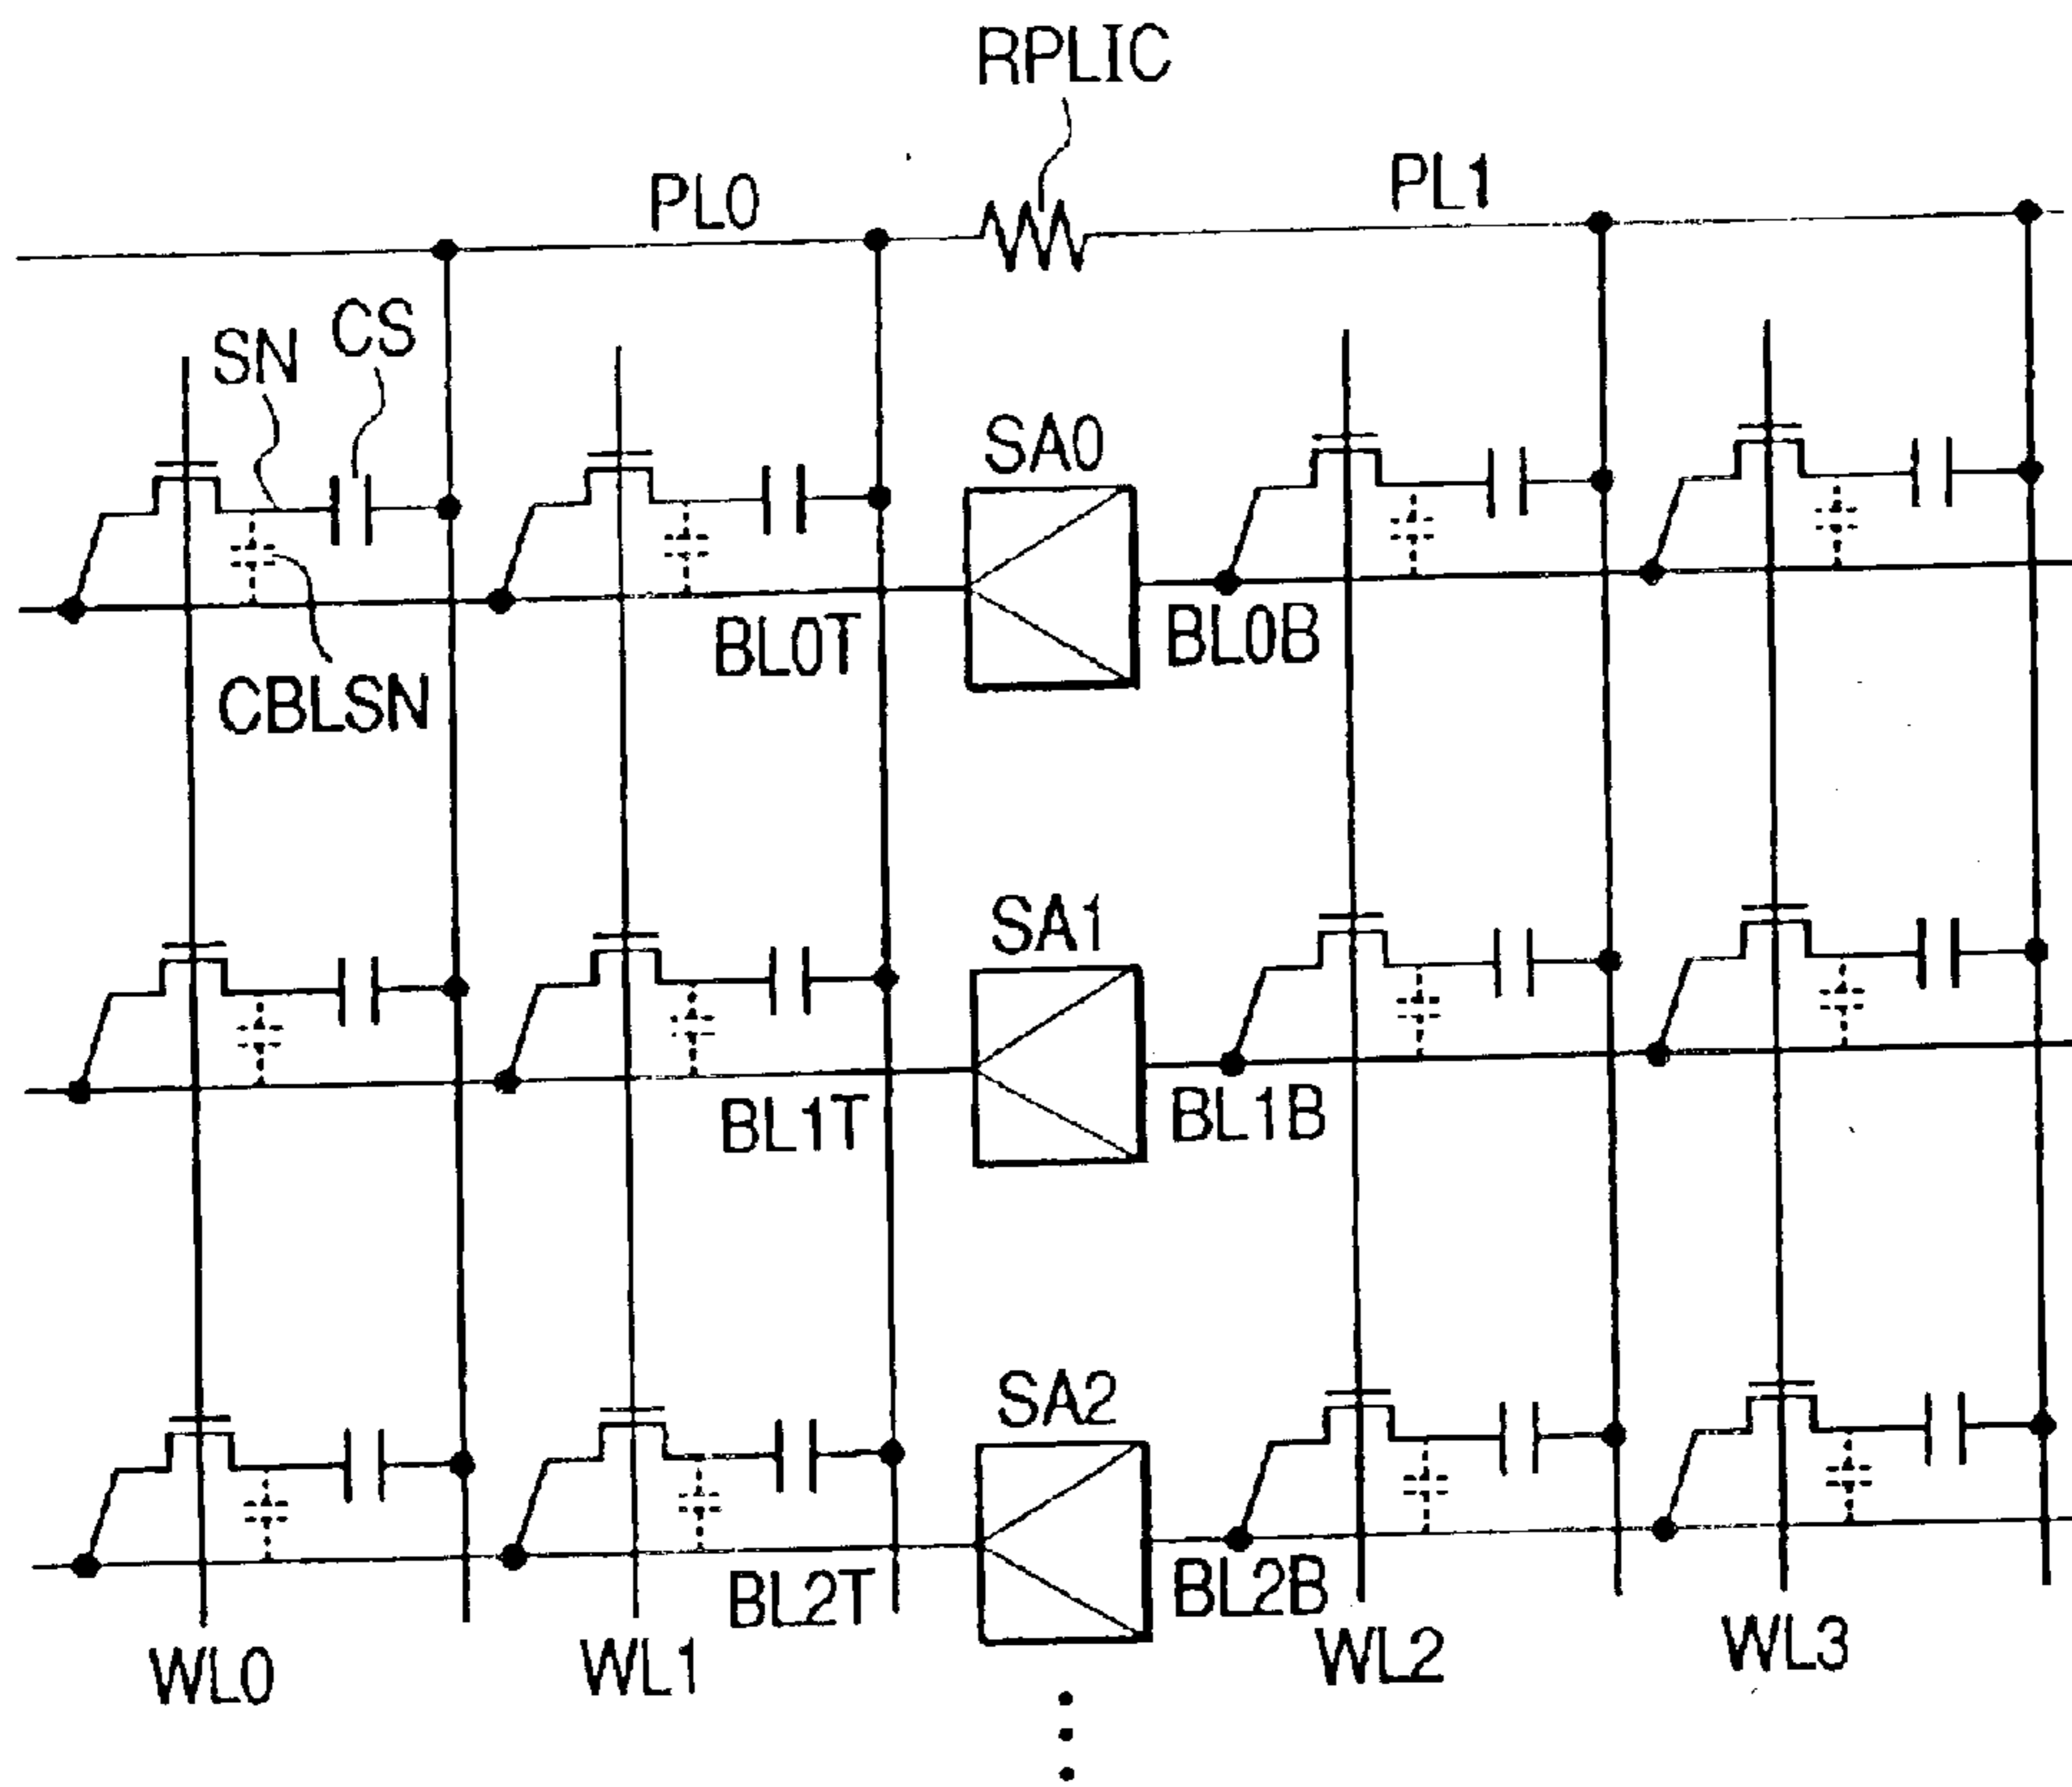 RPLIC
PL0
PL1
SN
CS
SA0
BL0T
BL0B
CBLSN
SA1
BL1T
BL1B
SA2
BL2T
BL2B
WL0
WL1
WL2
WL3